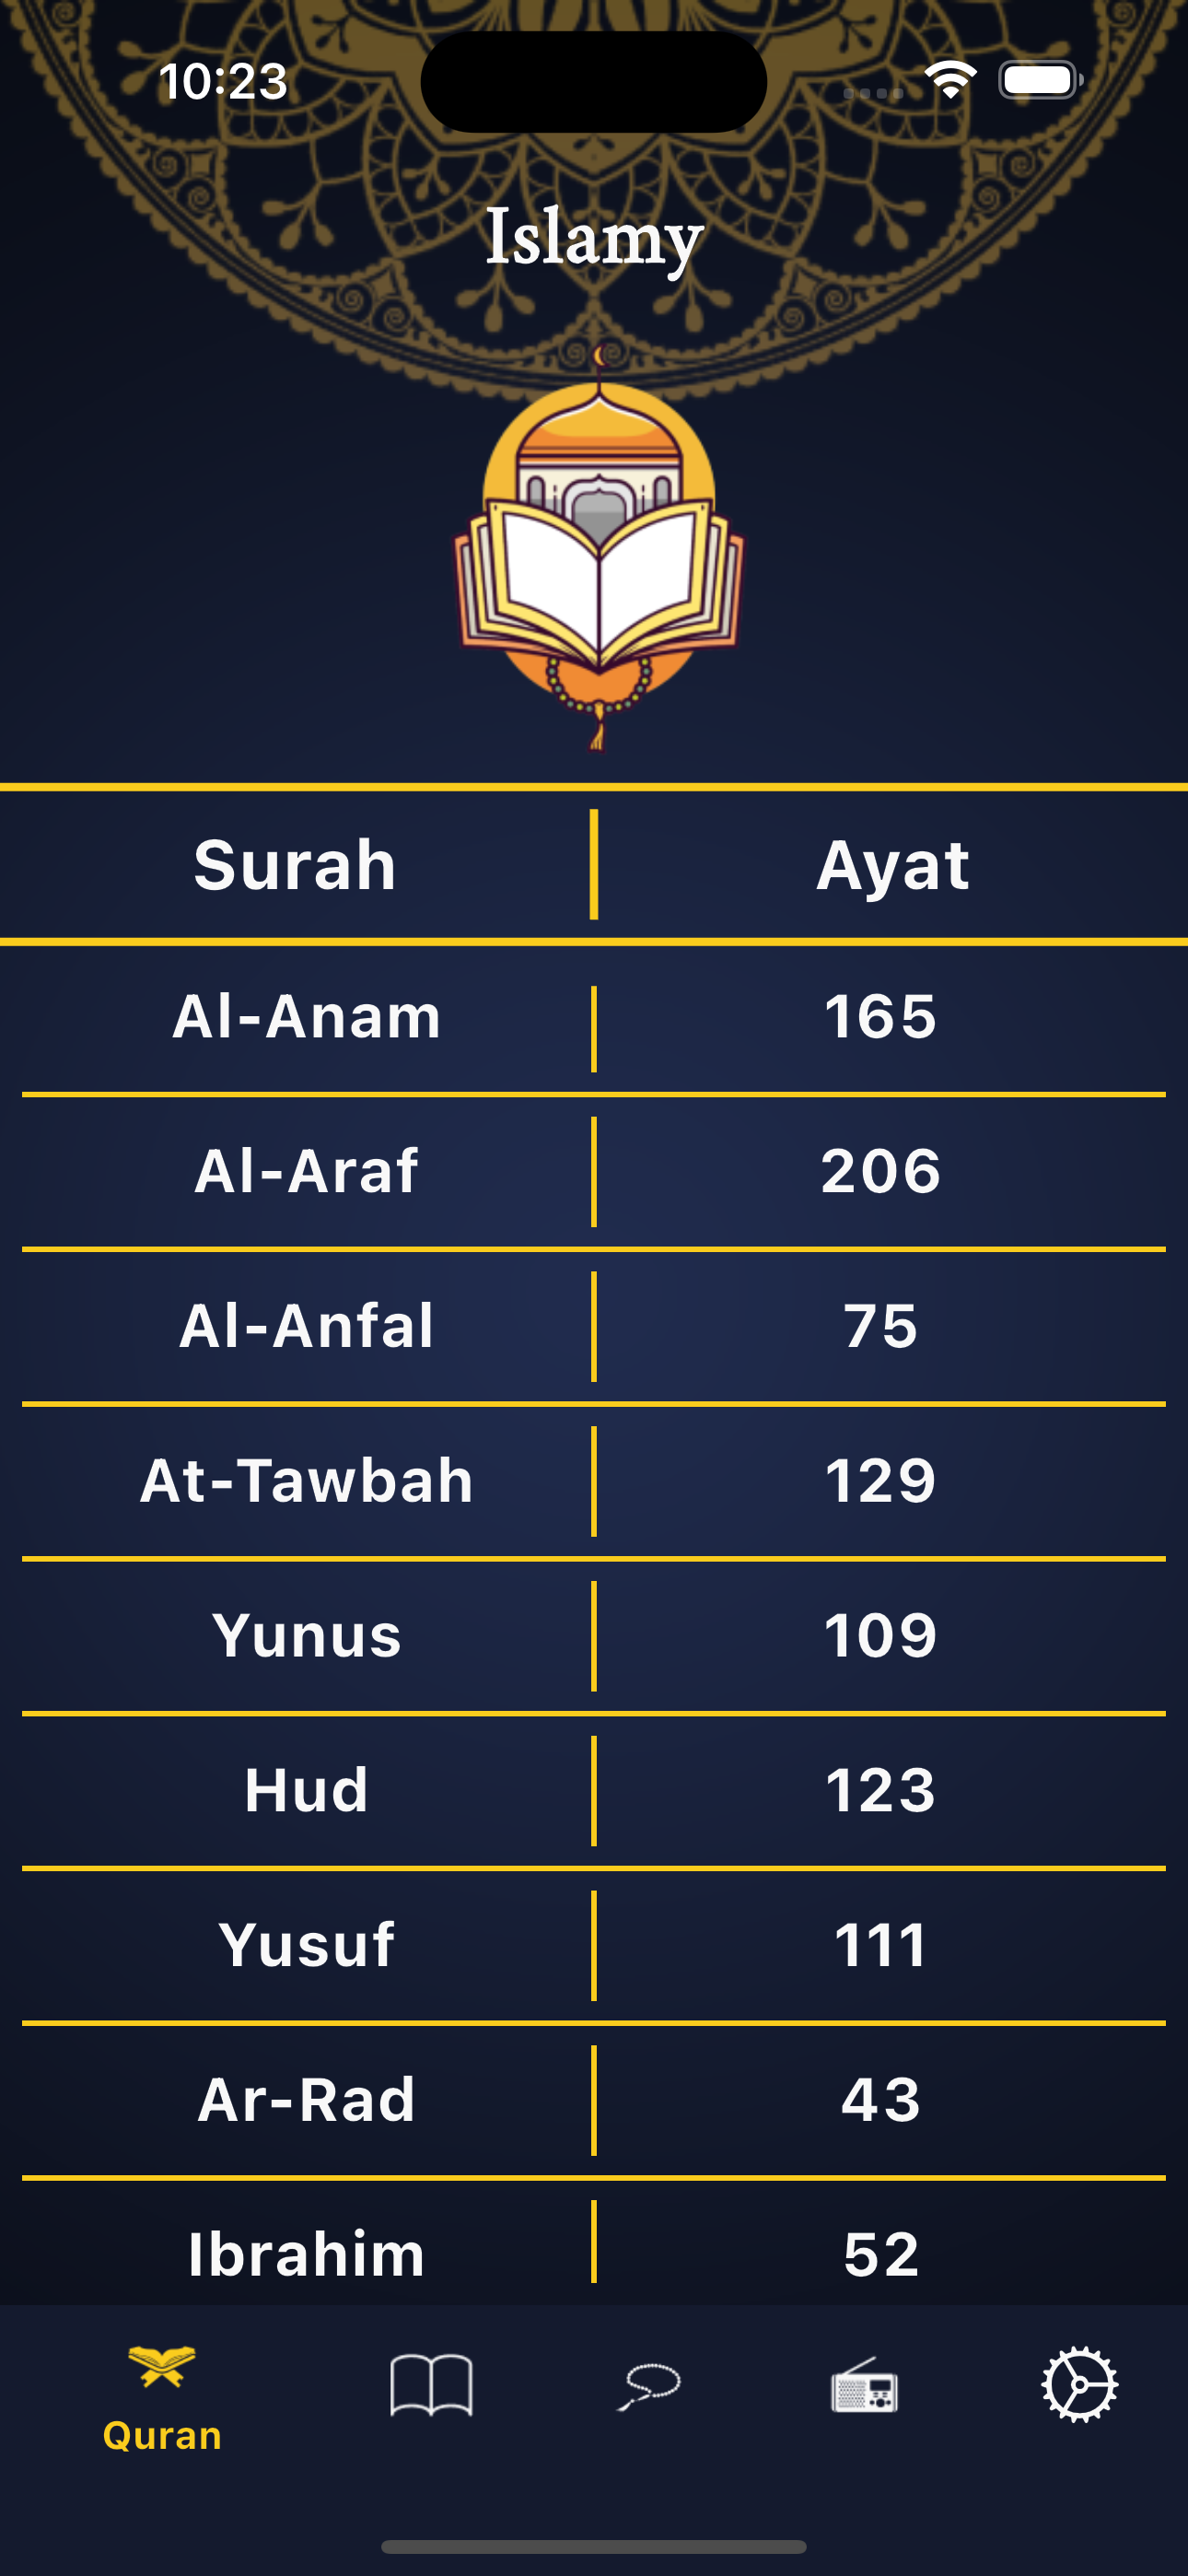 10:23
Islamy
Surah Ayat
Al-Anam 165
Al-Araf 206
Al-Anfal 75
At-Tawbah 129
Yunus 109
Hud 123
Yusuf 111
Ar-Rad 43
Ibrahim 52
Quran